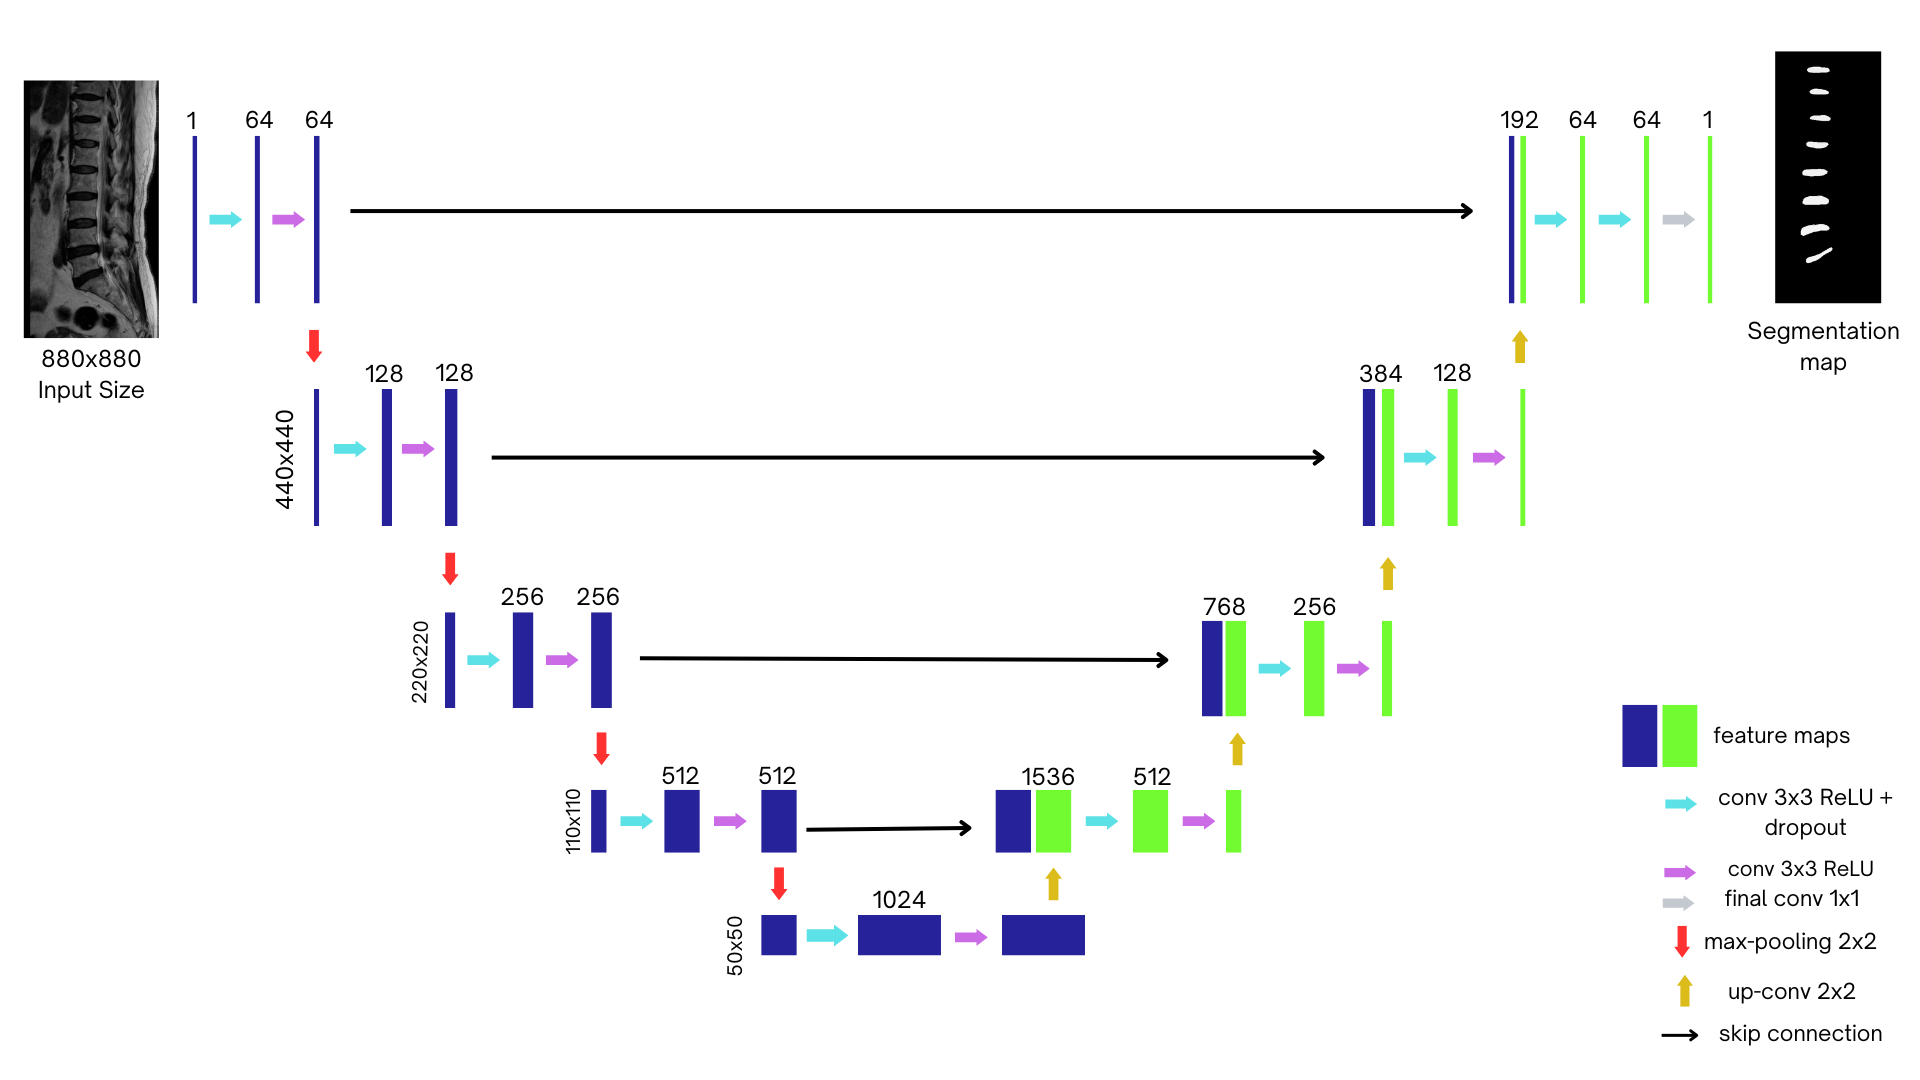 1
64
64
192
64
64
1
880x880
Input Size
Segmentation
map
440x440
128
128
384
128
220x220
256
256
768
256
110x110
512
512
1536
512
50x50
1024
feature maps
conv 3x3 ReLU +
dropout
conv 3x3 ReLU
final conv 1x1
max-pooling 2x2
up-conv 2x2
skip connection